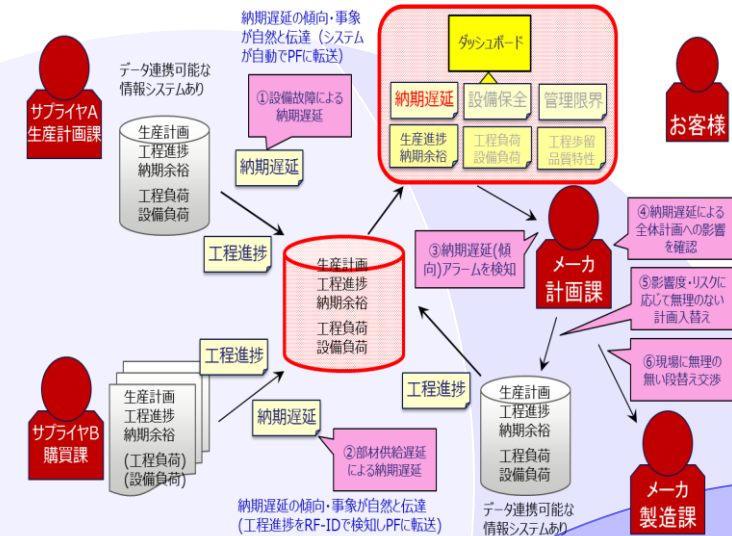 納期遅延の傾向・事象
が自然と伝達（システム
が自動でPFに転送）
データ連携可能な
情報システムあり
サプライヤA
生産計画課
生産計画
工程進捗
納期余裕
工程負荷
設備負荷
①設備故障による
納期遅延
納期遅延
工程進捗
ダッシュボード
納期遅延
設備保全
管理限界
生産進捗
納期余裕
工程負荷
設備負荷
工程歩留
品質特性
お客様
生産計画
工程進捗
納期余裕
工程負荷
設備負荷
③納期遅延(傾
向)アラームを検知
メーカ
計画課
④納期遅延による
全体計画への影響
を確認
⑤影響度・リスクに
応じて無理のない
計画入替え
⑥現場に無理の
無い段替え交渉
サプライヤB
購買課
生産計画
工程進捗
納期余裕
(工程負荷)
(設備負荷)
工程進捗
納期遅延
②部材供給遅延
による納期遅延
納期遅延の傾向・事象が自然と伝達
(工程進捗をRF-IDで検知しPFに転送)
工程進捗
生産計画
工程進捗
納期余裕
工程負荷
設備負荷
データ連携可能な
情報システムあり
メーカ
製造課